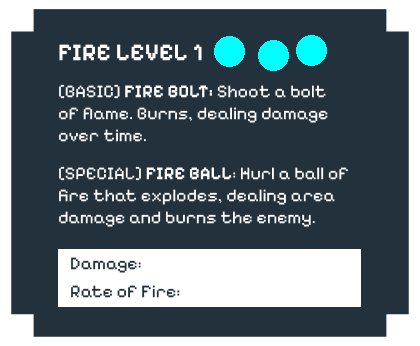 FIRE LEVEL 1
(BASIC) FIRE BOLT: Shoot a bolt
of flame. Burns, dealing damage
over time.
(SPECIAL) FIRE BALL: Hurl a ball of
fire that explodes, dealing area
damage and burns the enemy.
Damage:
Rate of Fire: